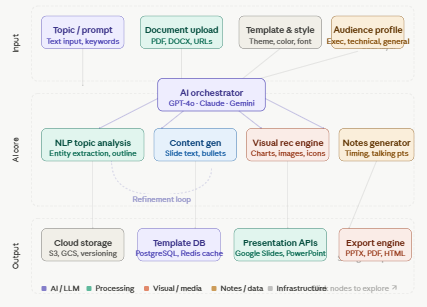 Input
Topic / prompt
Text input, keywords
Document upload
PDF, DOCX, URLs
Template & style
Theme, color, font
Audience profile
Exec, technical, general
AI core
AI orchestrator
GPT-4o · Claude · Gemini
NLP topic analysis
Entity extraction, outline
Content gen
Slide text, bullets
Visual rec engine
Charts, images, icons
Notes generator
Timing, talking pts
Refinement loop
Output
Cloud storage
S3, GCS, versioning
Template DB
PostgreSQL, Redis cache
Presentation APIs
Google Slides, PowerPoint
Export engine
PPTX, PDF, HTML
AI / LLM
Processing
Visual / media
Notes / data
Infrastructure
nodes to explore ↗